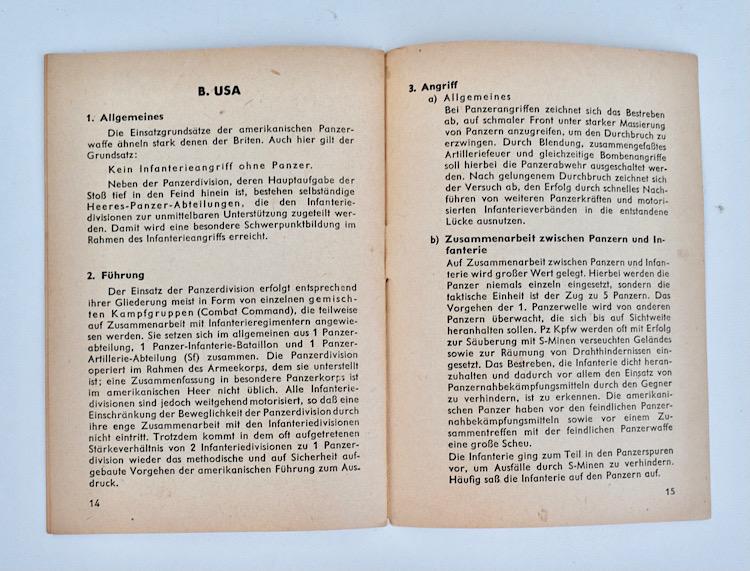 B. USA
1. Allgemeines
Die Einsatzgrundsätze der amerikanischen Panzer-
waffe ähneln stark denen der Briten. Auch hier gilt der
Grundsatz:
Kein Infanterieangriff ohne Panzer.
Neben der Panzerdivision, deren Hauptaufgabe der
Stoß tief in den Feind hinein ist, bestehen selbständige
Heeres-Panzer-Abteilungen, die den Infanterie-
divisionen zur unmittelbaren Unterstützung zugeteilt wer-
den. Damit wird eine besondere Schwerpunktbildung im
Rahmen des Infanterieangriffs erreicht.
2. Führung
Der Einsatz der Panzerdivision erfolgt entsprechend
ihrer Gliederung meist in Form von einzelnen gemisch-
ten Kampfgruppen (Combat Command), die teilweise
auf Zusammenarbeit mit Infanterieregimentern angewie-
sen werden. Sie setzen sich im allgemeinen aus 1 Panzer-
abteilung, 1 Panzer-Infanterie-Bataillon und 1 Panzer-
Artillerie-Abteilung (Sf) zusammen. Die Panzerdivision
operiert im Rahmen des Armeekorps, dem sie unterstellt
ist; eine Zusammenfassung in besondere Panzerkorps ist
im amerikanischen Heer nicht üblich. Alle Infanterie-
divisionen sind jedoch weitgehend motorisiert, so daß eine
Einschränkung der Beweglichkeit der Panzerdivision durch
ihre enge Zusammenarbeit mit den Infanteriedivisionen
nicht eintritt. Trotzdem kommt in dem oft aufgetretenen
Stärkeverhältnis von 2 Infanteriedivisionen zu 1 Panzer-
division wieder das methodische und auf Sicherheit auf-
gebaute Vorgehen der amerikanischen Führung zum Aus-
druck.
14
3. Angriff
a) Allgemeines
Bei Panzerangriffen zeichnet sich das Bestreben
ab, auf schmaler Front unter starker Massierung
von Panzern anzugreifen, um den Durchbruch zu
erzwingen. Durch Blendung, zusammengefaßtes
Artilleriefeuer und gleichzeitige Bombenangriffe
soll hierbei die Panzerabwehr ausgeschaltet wer-
den. Nach gelungenem Durchbruch zeichnet sich
der Versuch ab, den Erfolg durch schnelles Nach-
führen von weiteren Panzerkräften und motori-
sierten Infanterieverbänden in die entstandene
Lücke ausnutzen.
b) Zusammenarbeit zwischen Panzern und In-
fanterie
Auf Zusammenarbeit zwischen Panzern und Infan-
terie wird großer Wert gelegt. Hierbei werden die
Panzer niemals einzeln eingesetzt, sondern die
taktische Einheit ist der Zug zu 5 Panzern. Das
Vorgehen der 1. Panzerwelle wird von anderen
Panzern überwacht, die sich bis auf Sichtweite
heranhalten sollen. Pz Kpfw werden oft mit Erfolg
zur Säuberung mit S-Minen verseuchten Geländes
sowie zur Räumung von Drahthindernissen ein-
gesetzt. Das Bestreben, die Infanterie dicht heran-
zuhalten und dadurch vor allem den Einsatz von
Panzernahbekämpfungsmitteln durch den Gegner
zu verhindern, ist zu erkennen. Die amerikani-
schen Panzer haben vor den feindlichen Panzer-
nahbekämpfungsmitteln sowie vor einem Zu-
sammentreffen mit der feindlichen Panzerwaffe
eine große Scheu.
Die Infanterie ging zum Teil in den Panzerspuren
vor, um Ausfälle durch S-Minen zu verhindern.
Häufig saß die Infanterie auf den Panzern auf.
15